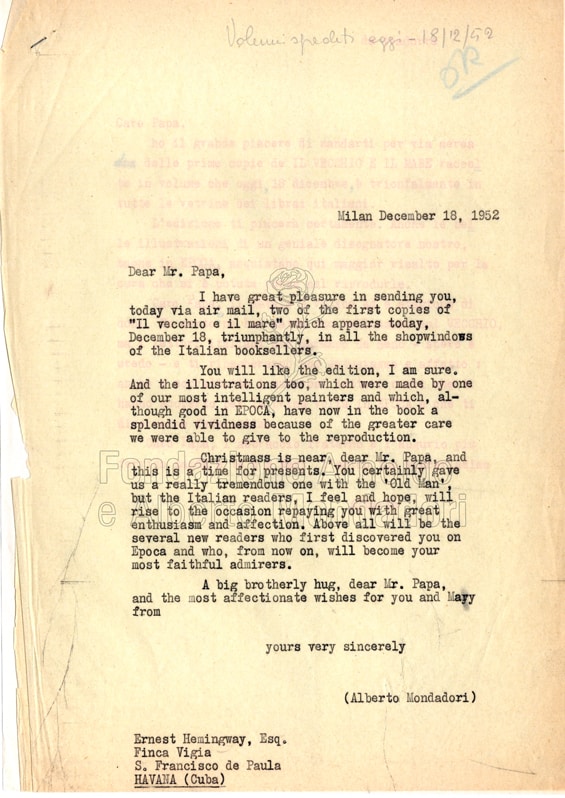 Volumi spediti oggi - 18/12/52
Milan December 18, 1952
Dear Mr. Papa,
I have great pleasure in sending you,
today via air mail, two of the first copies of
"Il vecchio e il mare" which appears today,
December 18, triunphantly, in all the shopwindows
of the Italian booksellers.
You will like the edition, I am sure.
And the illustrations too, which were made by one
of our most intelligent painters and which, al-
though good in EPOCA, have now in the book a
splendid vividness because of the greater care
we were able to give to the reproduction.
Christmass is near, dear Mr. Papa, and
this is a time for presents. You certainly gave
us a really tremendous one with the 'Old Man',
but the Italian readers, I feel and hope, will
rise to the occasion repaying you with great
enthusiasm and affection. Above all will be the
several new readers who first discovered you on
Epoca and who, from now on, will become your
most faithful admirers.
A big brotherly hug, dear Mr. Papa,
and the most affectionate wishes for you and Mary
from
yours very sincerely
(Alberto Mondadori)
Ernest Hemingway, Esq.
Finca Vigia
S. Francisco de Paula
HAVANA (Cuba)